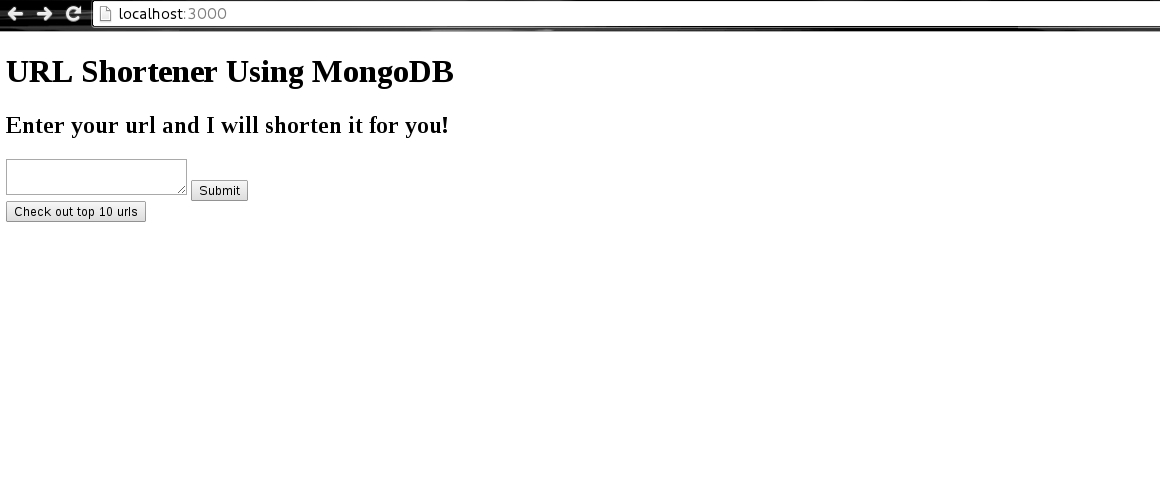 localhost:3000
URL Shortener Using MongoDB
Enter your url and I will shorten it for you!
Submit
Check out top 10 urls